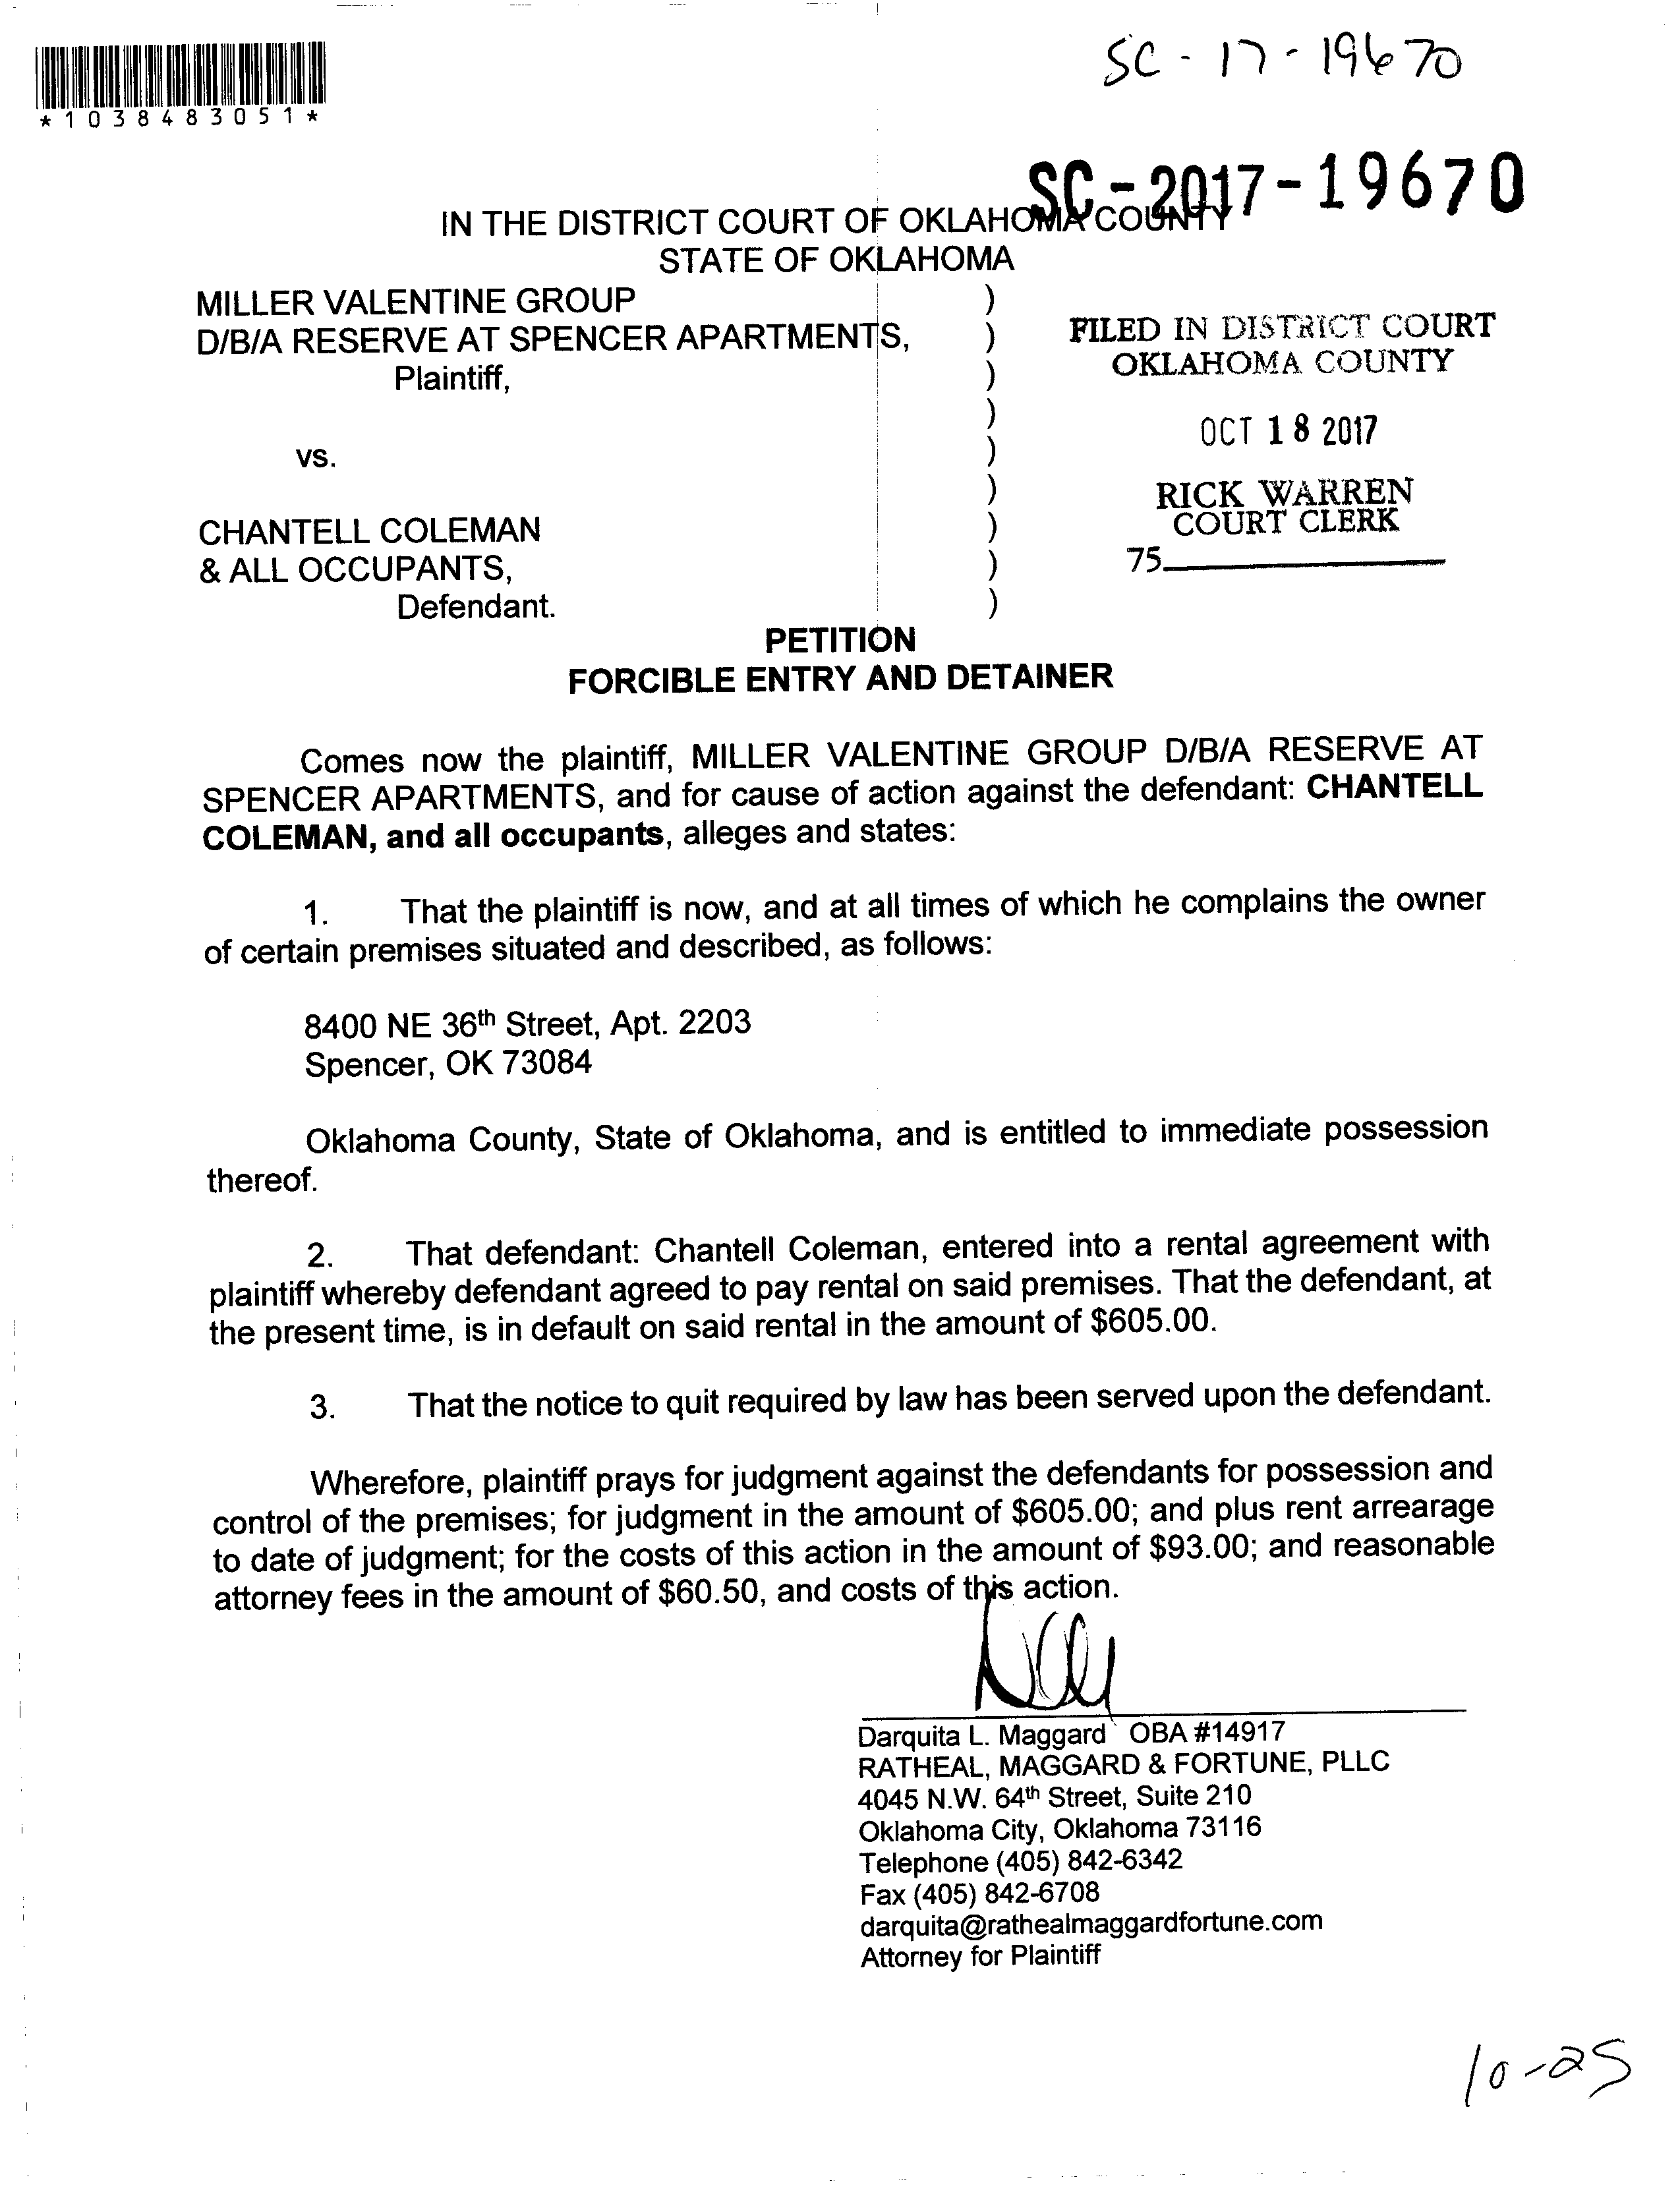 SC-17-19670
*1038483051*
SC-2017-19670
IN THE DISTRICT COURT OF OKLAHOMA COUNTY
STATE OF OKLAHOMA
MILLER VALENTINE GROUP )
D/B/A RESERVE AT SPENCER APARTMENTS, )
Plaintiff, )
)
vs. )
)
CHANTELL COLEMAN )
& ALL OCCUPANTS, )
Defendant. )
FILED IN DISTRICT COURT
OKLAHOMA COUNTY
OCT 18 2017
RICK WARREN
COURT CLERK
75
PETITION
FORCIBLE ENTRY AND DETAINER
Comes now the plaintiff, MILLER VALENTINE GROUP D/B/A RESERVE AT
SPENCER APARTMENTS, and for cause of action against the defendant: CHANTELL
COLEMAN, and all occupants, alleges and states:
1. That the plaintiff is now, and at all times of which he complains the owner
of certain premises situated and described, as follows:
8400 NE 36th Street, Apt. 2203
Spencer, OK 73084
Oklahoma County, State of Oklahoma, and is entitled to immediate possession
thereof.
2. That defendant: Chantell Coleman, entered into a rental agreement with
plaintiff whereby defendant agreed to pay rental on said premises. That the defendant, at
the present time, is in default on said rental in the amount of $605.00.
3. That the notice to quit required by law has been served upon the defendant.
Wherefore, plaintiff prays for judgment against the defendants for possession and
control of the premises; for judgment in the amount of $605.00; and plus rent arrearage
to date of judgment; for the costs of this action in the amount of $93.00; and reasonable
attorney fees in the amount of $60.50, and costs of this action.
Darquita L. Maggard OBA #14917
RATHEAL, MAGGARD & FORTUNE, PLLC
4045 N.W. 64th Street, Suite 210
Oklahoma City, Oklahoma 73116
Telephone (405) 842-6342
Fax (405) 842-6708
darquita@rathealmaggardfortune.com
Attorney for Plaintiff
10-25